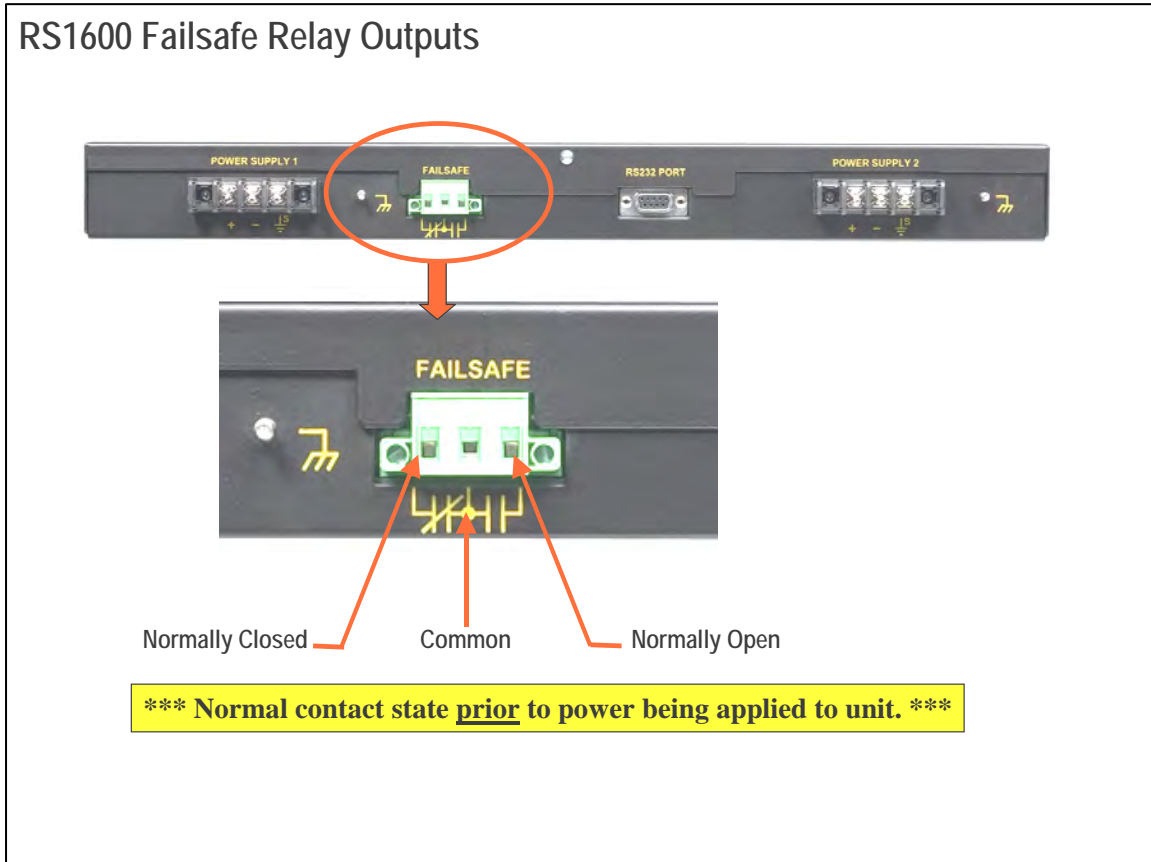 RS1600 Failsafe Relay Outputs
POWER SUPPLY 1
FAILSAFE
RS232 PORT
POWER SUPPLY 2
+ - S
+ - S
FAILSAFE
Normally Closed
Common
Normally Open
*** Normal contact state prior to power being applied to unit. ***